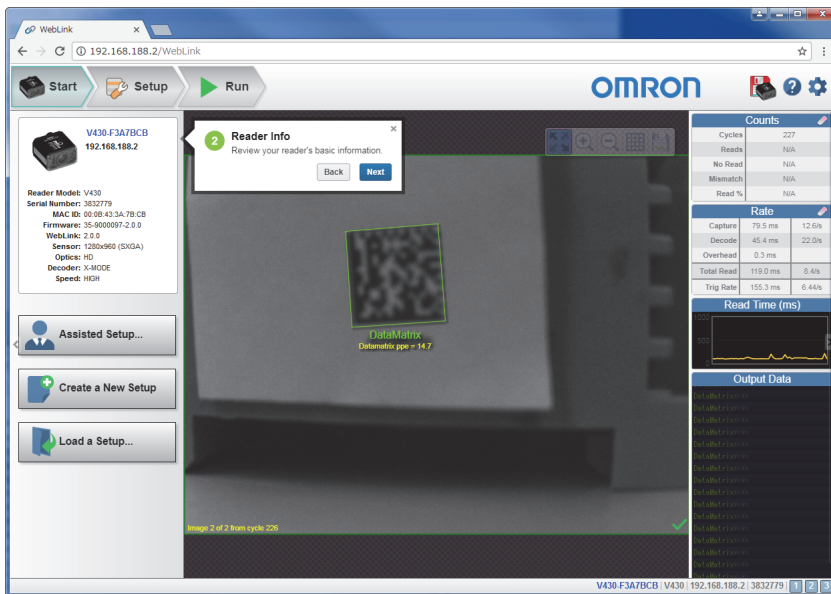 WebLink
192.168.188.2/WebLink
Start
Setup
Run
OMRON
V430-F3A7BCB
192.168.188.2
Reader Model: V430
Serial Number: 3832779
MAC ID: 00:0B:43:3A:7B:CB
Firmware: 35-9000097-2.0.0
WebLink: 2.0.0
Sensor: 1280x960 (SXGA)
Optics: HD
Decoder: X-MODE
Speed: HIGH
Assisted Setup...
Create a New Setup
Load a Setup...
2
Reader Info
Review your reader's basic information.
Back
Next
DataMatrix
Datamatrix ppe = 14.7
Image 2 of 2 from cycle 226
Counts
Cycles 227
Reads N/A
No Read N/A
Mismatch N/A
Read % N/A
Rate
Capture 79.5 ms 12.6/s
Decode 45.4 ms 22.0/s
Overhead 0.3 ms
Total Read 119.0 ms 8.4/s
Trig Rate 155.3 ms 6.44/s
Read Time (ms)
1000
500
0
Output Data
V430-F3A7BCB | V430 | 192.168.188.2 | 3832779 | 1 2 3